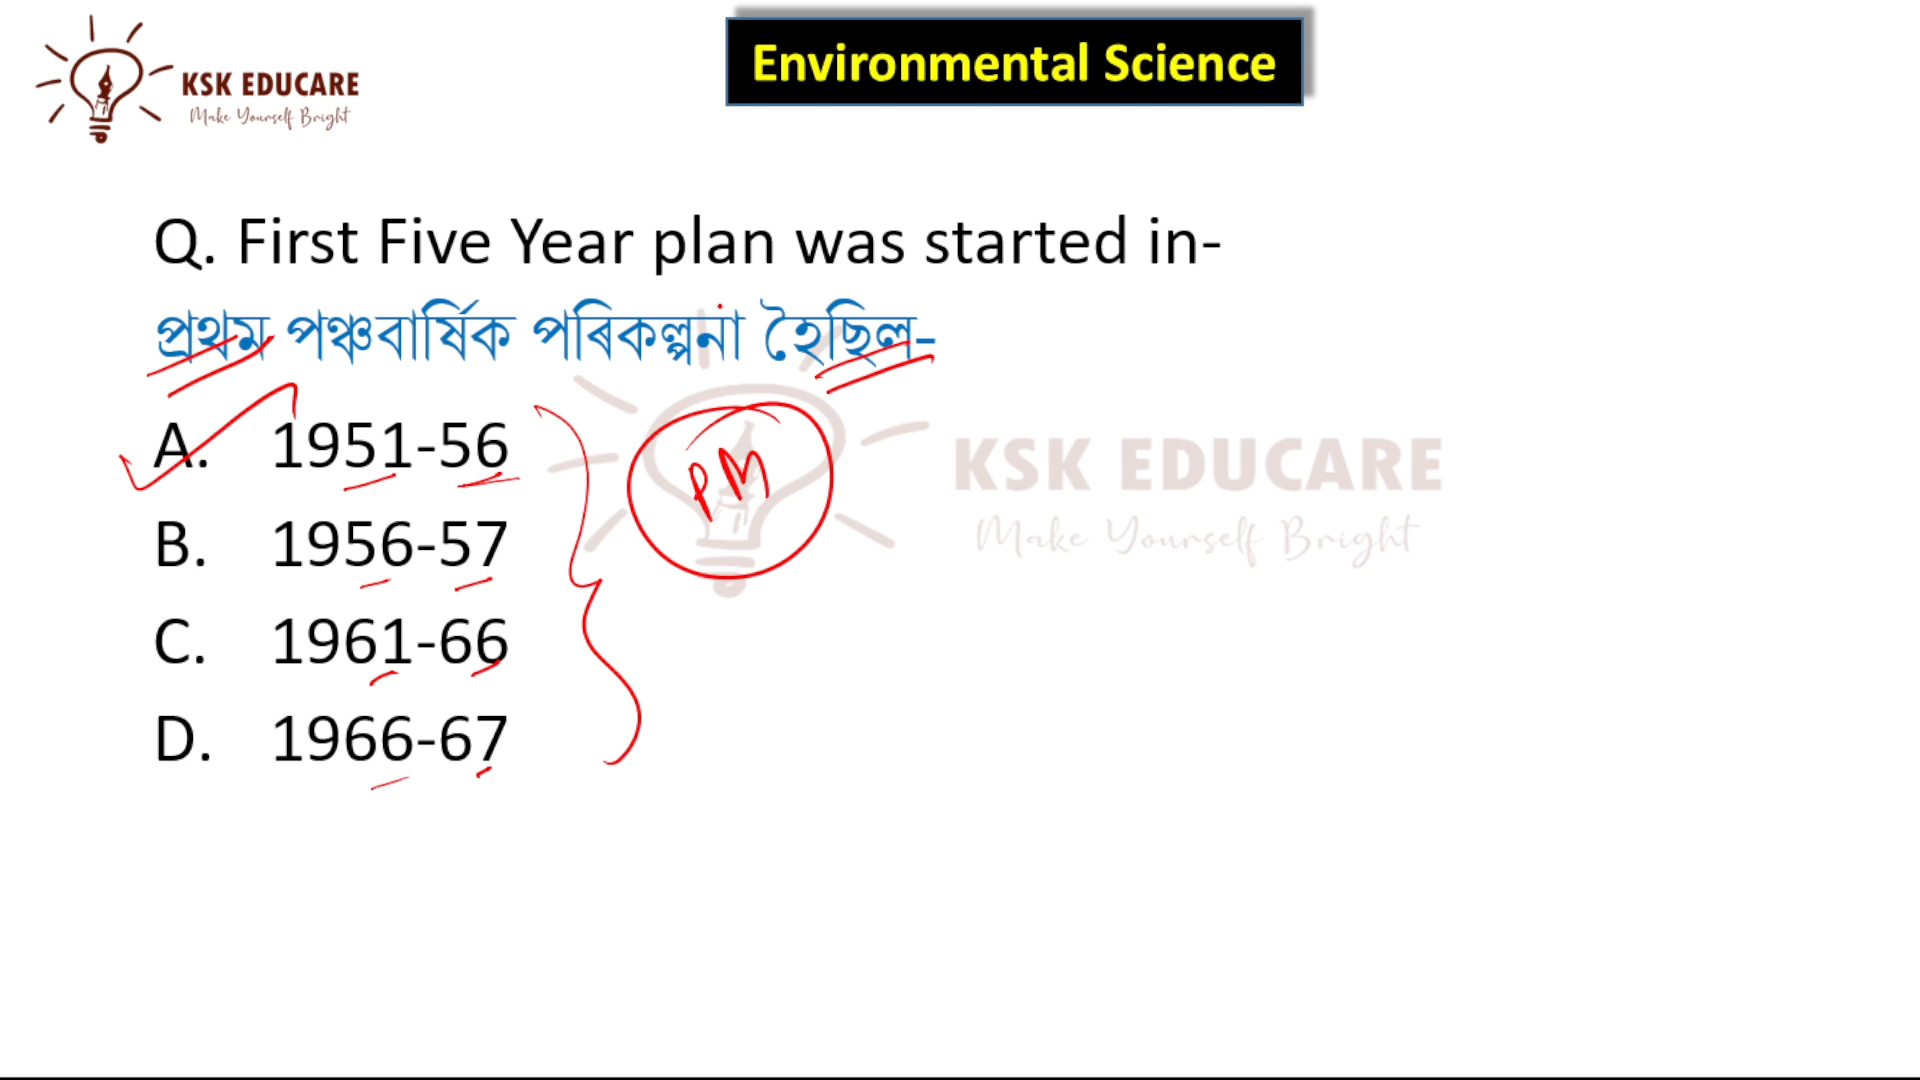 KSK EDUCARE
Make Yourself Bright
Environmental Science
Q. First Five Year plan was started in-
প্ৰথম পঞ্চবাৰ্ষিক পৰিকল্পনা হৈছিল-
A. 1951-56
B. 1956-57
C. 1961-66
D. 1966-67
PM
KSK EDUCARE
Make Yourself Bright